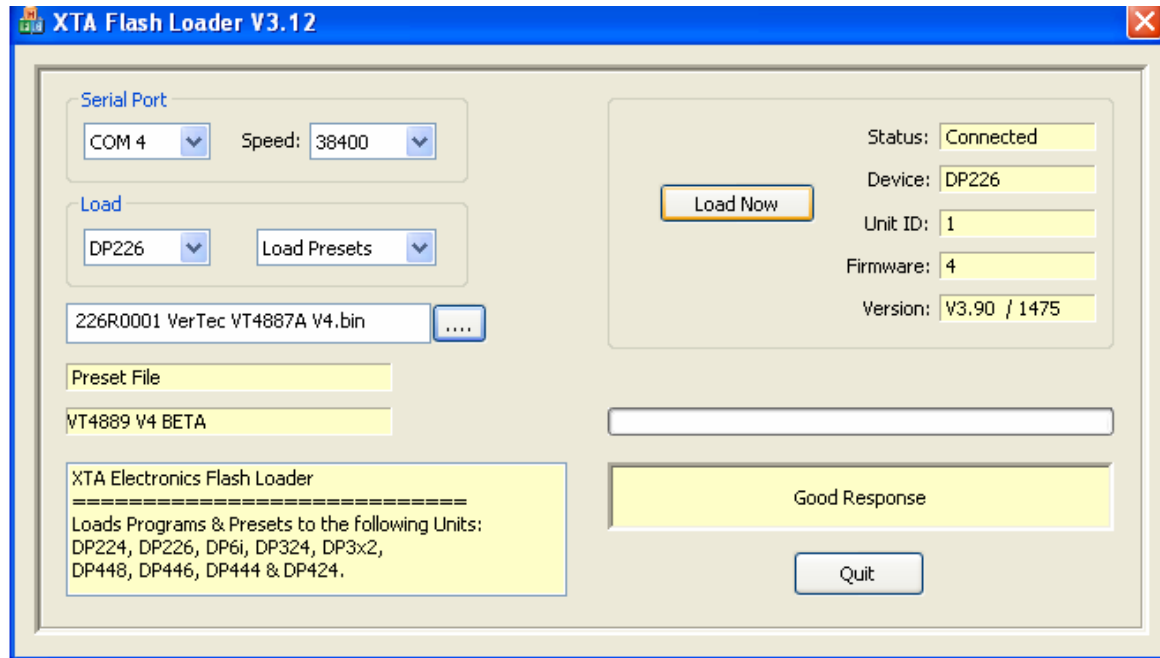 XTA Flash Loader V3.12
Serial Port
COM 4 Speed: 38400
Load
DP226 Load Presets
226R0001 VerTec VT4887A V4.bin ....
Preset File
VT4889 V4 BETA
XTA Electronics Flash Loader
============================
Loads Programs & Presets to the following Units:
DP224, DP226, DP6i, DP324, DP3x2,
DP448, DP446, DP444 & DP424.
Load Now
Status: Connected
Device: DP226
Unit ID: 1
Firmware: 4
Version: V3.90 / 1475
Good Response
Quit